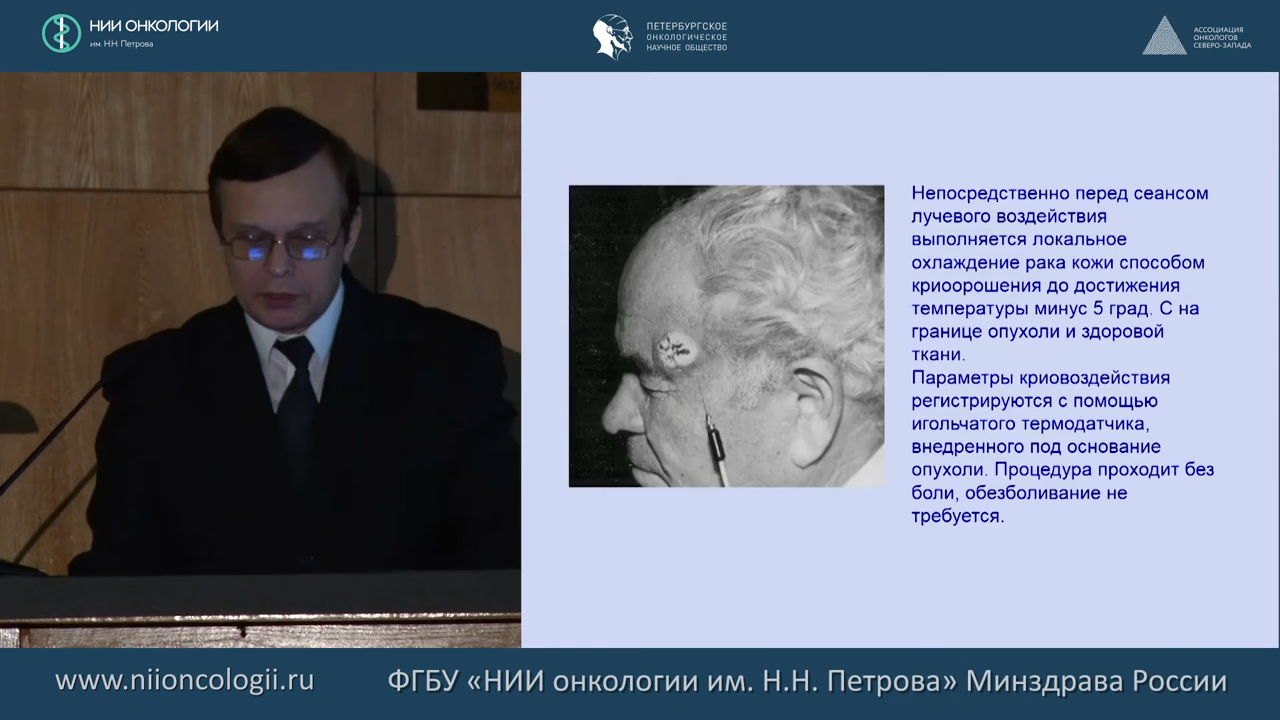 НИИ ОНКОЛОГИИ
им. Н.Н. Петрова
ПЕТЕРБУРГСКОЕ
ОНКОЛОГИЧЕСКОЕ
НАУЧНОЕ ОБЩЕСТВО
АССОЦИАЦИЯ
ОНКОЛОГОВ
СЕВЕРО-ЗАПАДА
Непосредственно перед сеансом
лучевого воздействия
выполняется локальное
охлаждение рака кожи способом
криоорошения до достижения
температуры минус 5 град. С на
границе опухоли и здоровой
ткани.
Параметры криовоздействия
регистрируются с помощью
игольчатого термодатчика,
внедренного под основание
опухоли. Процедура проходит без
боли, обезболивание не
требуется.
www.niioncologii.ru
ФГБУ «НИИ онкологии им. Н.Н. Петрова» Минздрава России